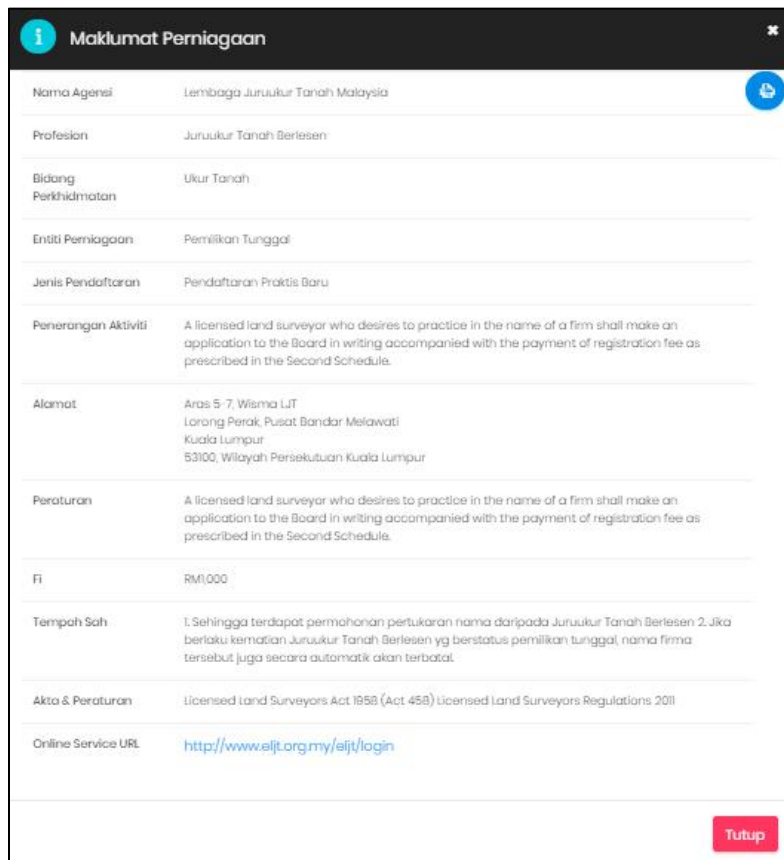 Maklumat Perniagaan
Nama Agensi Lembaga Juruukur Tanah Malaysia
Profesion Juruukur Tanah Berlesen
Bidang Perkhidmatan Ukur Tanah
Entiti Perniagaan Pemilikan Tunggal
Jenis Pendaftaran Pendaftaran Praktis Baru
Penerangan Aktiviti A licensed land surveyor who desires to practice in the name of a firm shall make an
application to the Board in writing accompanied with the payment of registration fee as
prescribed in the Second Schedule.
Alamat Aras 5-7, Wisma LJT
Lorong Perak, Pusat Bandar Melawati
Kuala Lumpur
53100, Wilayah Persekutuan Kuala Lumpur
Peraturan A licensed land surveyor who desires to practice in the name of a firm shall make an
application to the Board in writing accompanied with the payment of registration fee as
prescribed in the Second Schedule.
Fi RM1,000
Tempoh Sah 1. Sehingga terdapat permohonan pertukaran nama daripada Juruukur Tanah Berlesen 2. Jika
berlaku kematian Juruukur Tanah Berlesen yg berstatus pemilikan tunggal, nama firma
tersebut juga secara automatik akan terbatal.
Akta & Peraturan Licensed Land Surveyors Act 1958 (Act 458) Licensed Land Surveyors Regulations 2011
Online Service URL http://www.eljt.org.my/eljt/login
Tutup